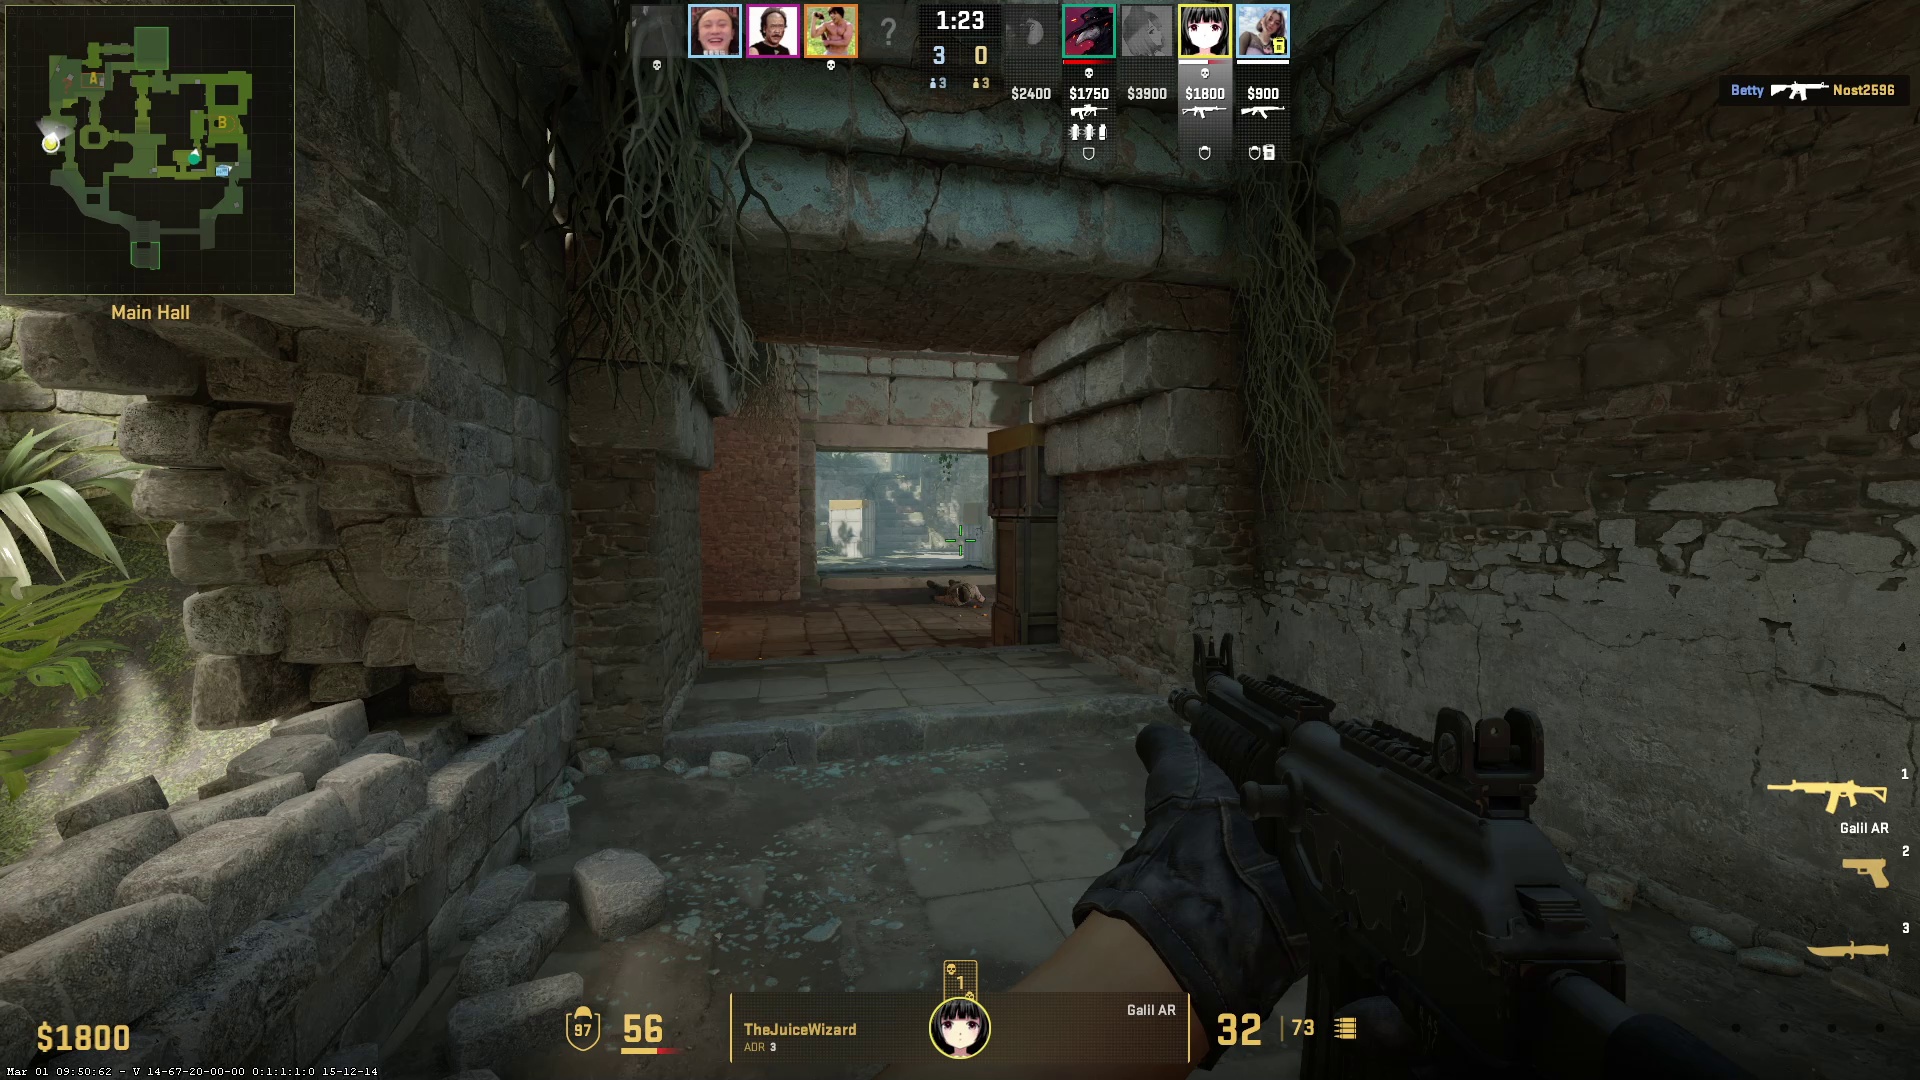 1:23
3 0
3 3
?
$2400 $1750 $3900 $1800 $900
A
B
Main Hall
Betty Nost2596
1
Galil AR
2
3
1
$1800
97 56
TheJuiceWizard
ADR 3
Galil AR
32 | 73
Mar 01 09:50:62 - V 14-67-20-00-00 0:1:1:1:0 15-12-14